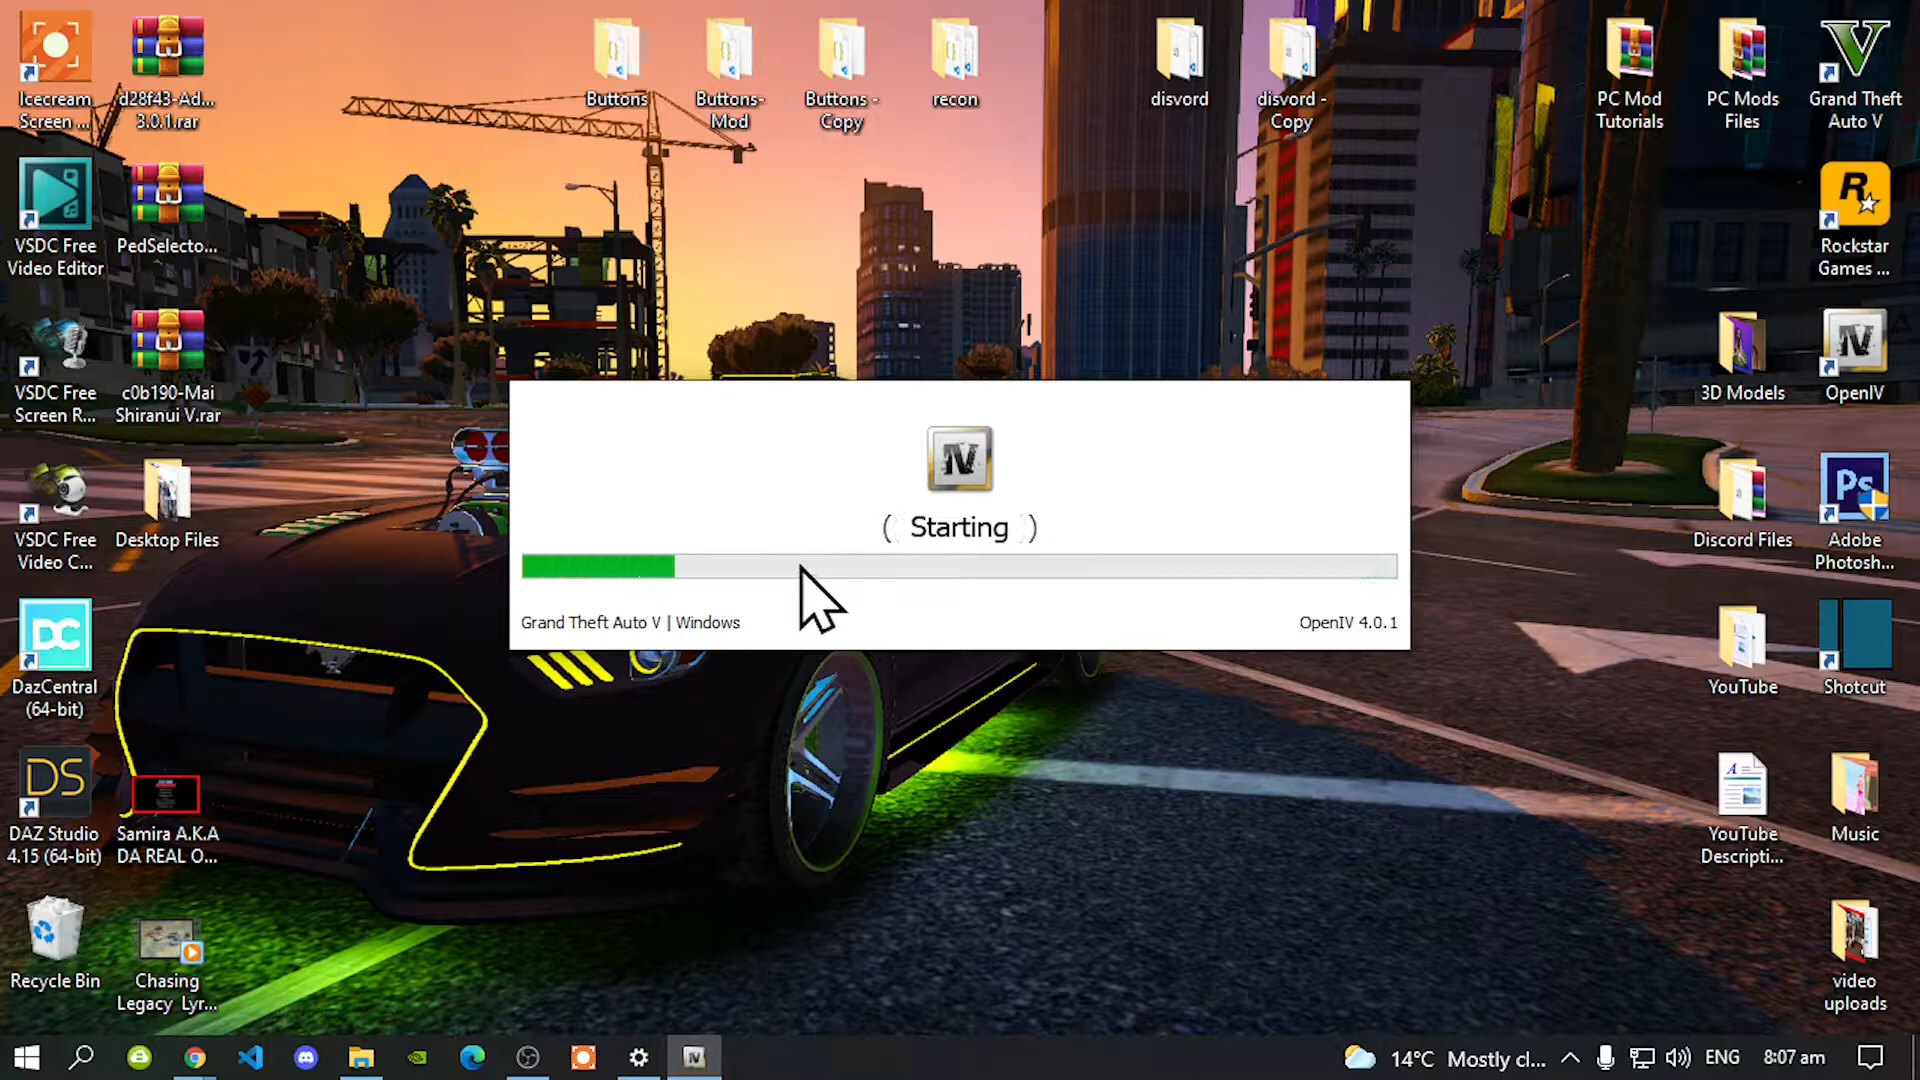 Icecream
Screen ...
d28f43-Ad...
3.0.1.rar
Buttons
Buttons-
Mod
Buttons -
Copy
recon
disvord
disvord -
Copy
PC Mod
Tutorials
PC Mods
Files
Grand Theft
Auto V
VSDC Free
Video Editor
PedSelecto...
Rockstar
Games ...
VSDC Free
Screen R...
c0b190-Mai
Shiranui V.rar
3D Models
OpenIV
VSDC Free
Video C...
Desktop Files
Discord Files
Ps
Adobe
Photosh...
IV
(( Starting ))
Grand Theft Auto V | Windows
OpenIV 4.0.1
DC
DazCentral
(64-bit)
YouTube
Shotcut
DS
DAZ Studio
4.15 (64-bit)
Samira A.K.A
DA REAL O...
YouTube
Descripti...
Music
Recycle Bin
Chasing
Legacy Lyr...
video
uploads
14°C Mostly cl...
ENG
8:07 am